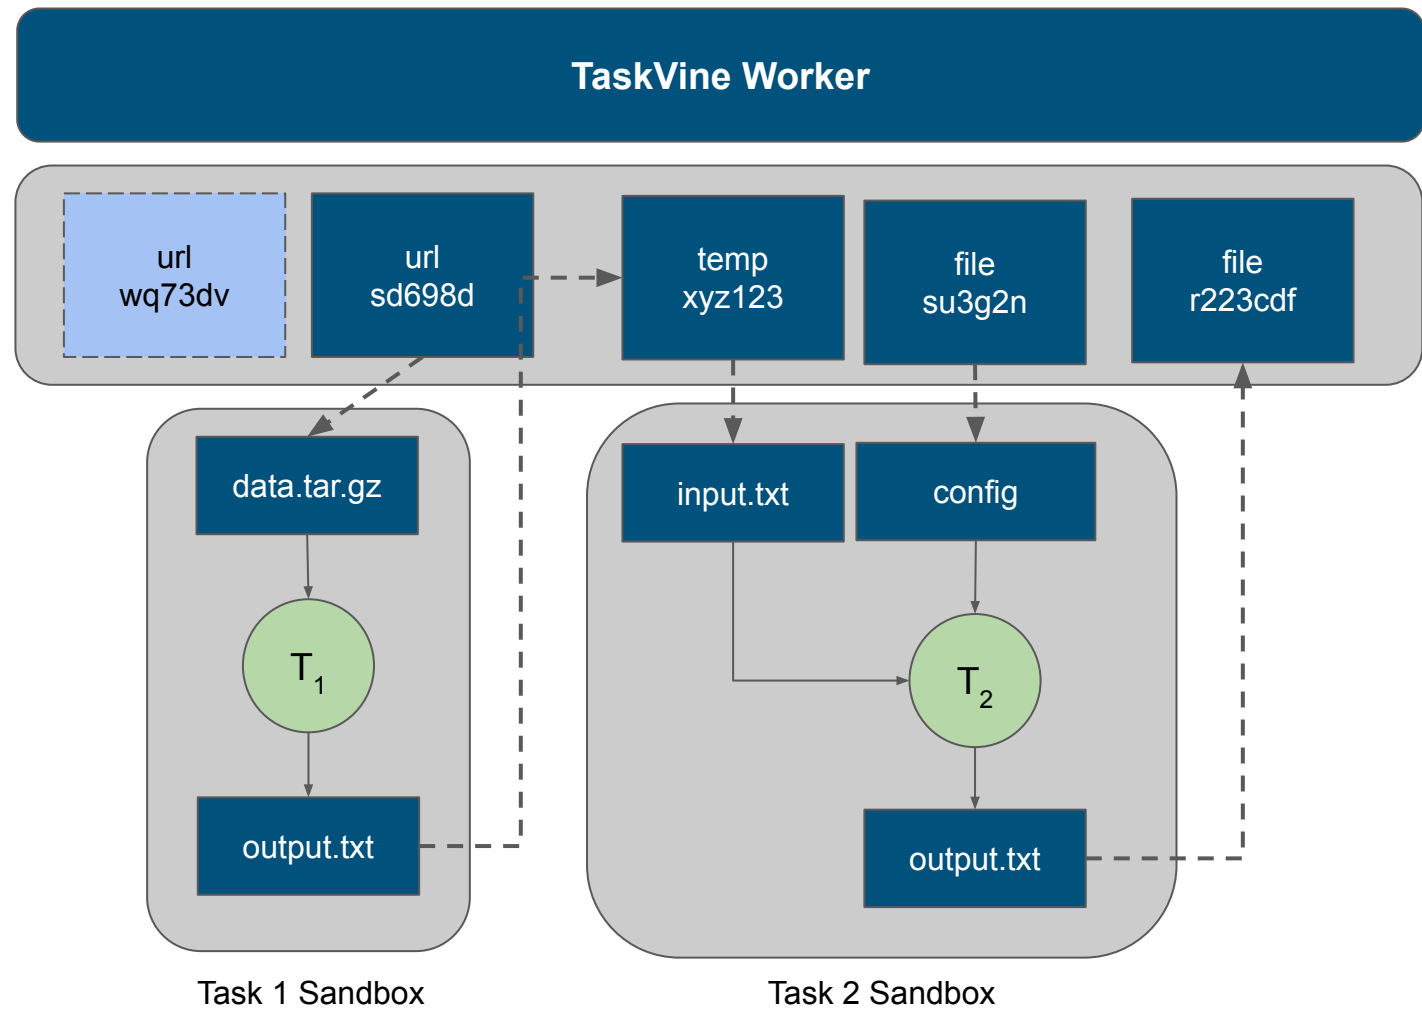 TaskVine Worker
url
wq73dv
url
sd698d
temp
xyz123
file
su3g2n
file
r223cdf
data.tar.gz
input.txt
config
T1
T2
output.txt
output.txt
Task 1 Sandbox
Task 2 Sandbox